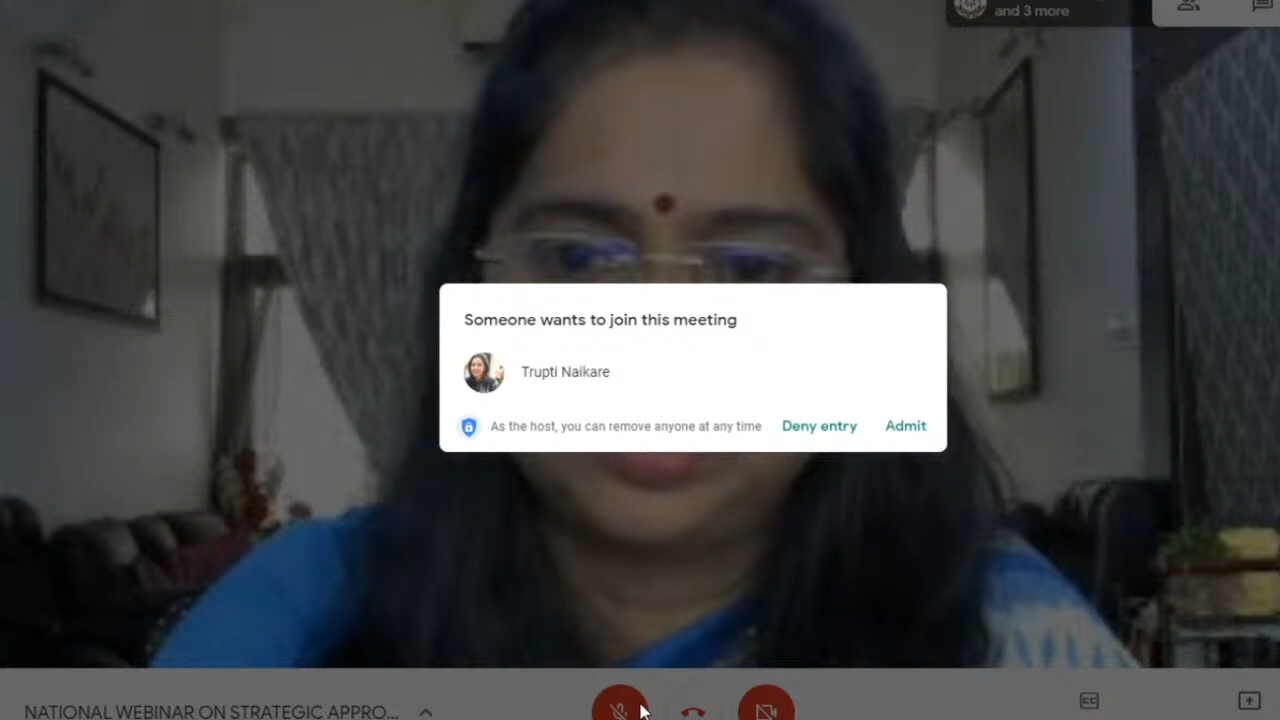 and 3 more
Someone wants to join this meeting
Trupti Naikare
As the host, you can remove anyone at any time Deny entry Admit
NATIONAL WEBINAR ON STRATEGIC APPRO...
CC